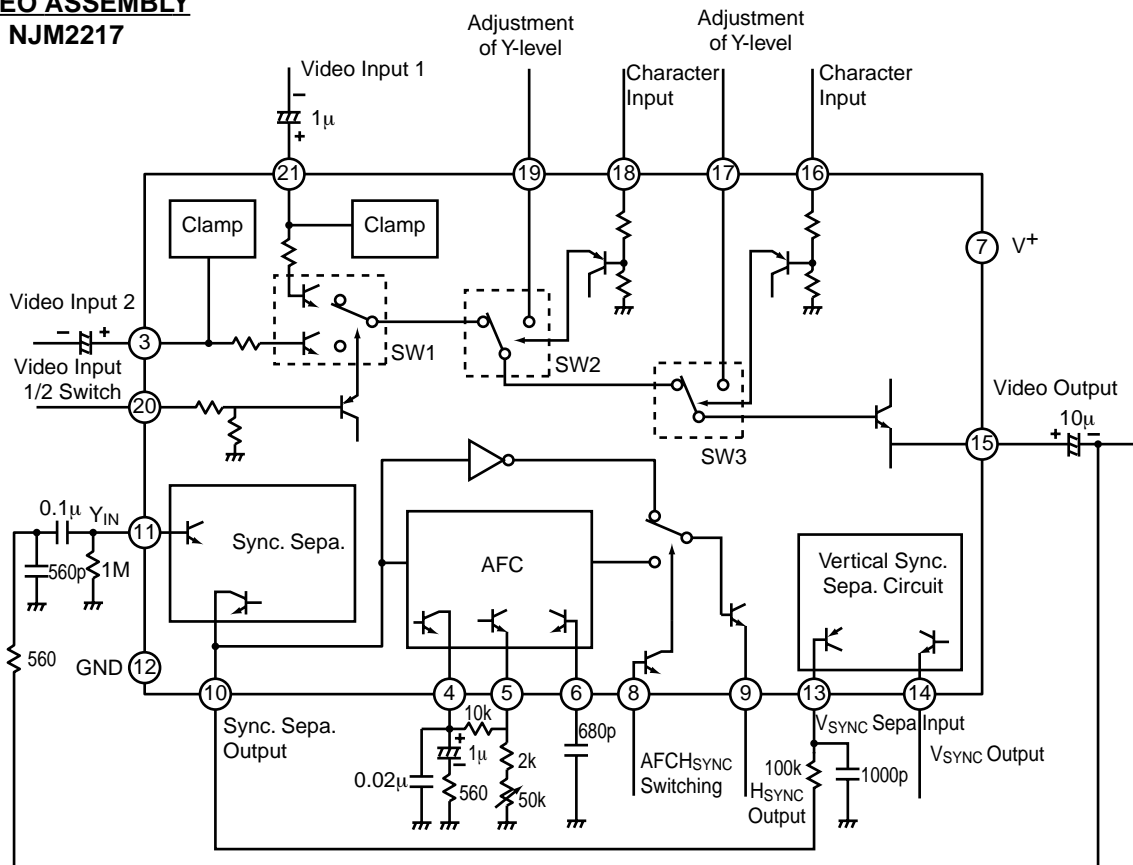 EO ASSEMBLY
NJM2217
Adjustment
of Y-level
Adjustment
of Y-level
Video Input 1
Character
Input
Character
Input
−
1μ
+
21
19
18
17
16
Clamp
Clamp
7
V+
Video Input 2
− +
3
SW1
SW2
Video Input
1/2 Switch
20
SW3
Video Output
10μ
+ −
15
0.1μ
YIN
11
Sync. Sepa.
AFC
Vertical Sync.
Sepa. Circuit
560p
1M
560
GND
12
10
4
5
6
8
9
13
14
Sync. Sepa.
Output
10k
680p
VSYNC Sepa Input
+
1μ
−
2k
AFCHSYNC
Switching
VSYNC Output
0.02μ
560
50k
HSYNC
Output
100k
1000p